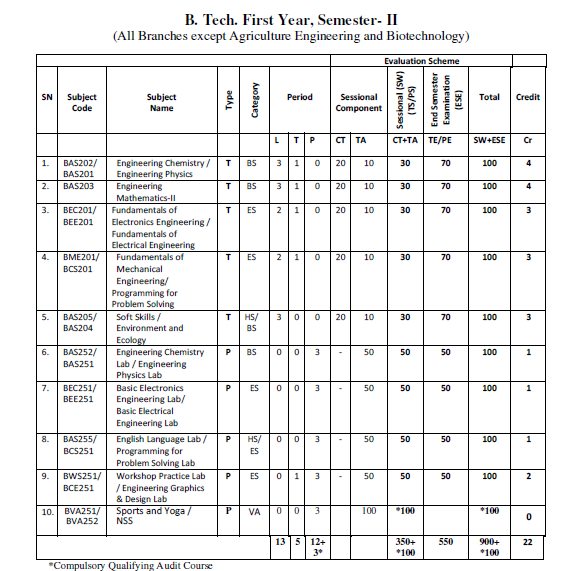 B. Tech. First Year, Semester- II
(All Branches except Agriculture Engineering and Biotechnology)
Evaluation Scheme
SN Subject Code Subject Name Type Category Period Sessional Component Sessional (SW) (TS/PS) End Semester Examination (ESE) Total Credit
L T P CT TA CT+TA TE/PE SW+ESE Cr
1. BAS202/ Engineering Chemistry / T BS 3 1 0 20 10 30 70 100 4
BAS201 Engineering Physics
2. BAS203 Engineering T BS 3 1 0 20 10 30 70 100 4
Mathematics-II
3. BEC201/ Fundamentals of T ES 2 1 0 20 10 30 70 100 3
BEE201 Electronics Engineering /
Fundamentals of
Electrical Engineering
4. BME201/ Fundamentals of T ES 2 1 0 20 10 30 70 100 3
BCS201 Mechanical
Engineering/
Programming for
Problem Solving
5. BAS205/ Soft Skills / T HS/ 3 0 0 20 10 30 70 100 3
BAS204 Environment and BS
Ecology
6. BAS252/ Engineering Chemistry P BS 0 0 3 - 50 50 50 100 1
BAS251 Lab / Engineering
Physics Lab
7. BEC251/ Basic Electronics P ES 0 0 3 - 50 50 50 100 1
BEE251 Engineering Lab/
Basic Electrical
Engineering Lab
8. BAS255/ English Language Lab / P HS/ 0 0 3 - 50 50 50 100 1
BCS251 Programming for ES
Problem Solving Lab
9. BWS251/ Workshop Practice Lab P ES 0 1 3 - 50 50 50 100 2
BCE251 / Engineering Graphics
& Design Lab
10. BVA251/ Sports and Yoga / P VA 0 0 3 100 *100 *100 0
BVA252 NSS
13 5 12+ 350+ 550 900+ 22
3* *100 *100
*Compulsory Qualifying Audit Course